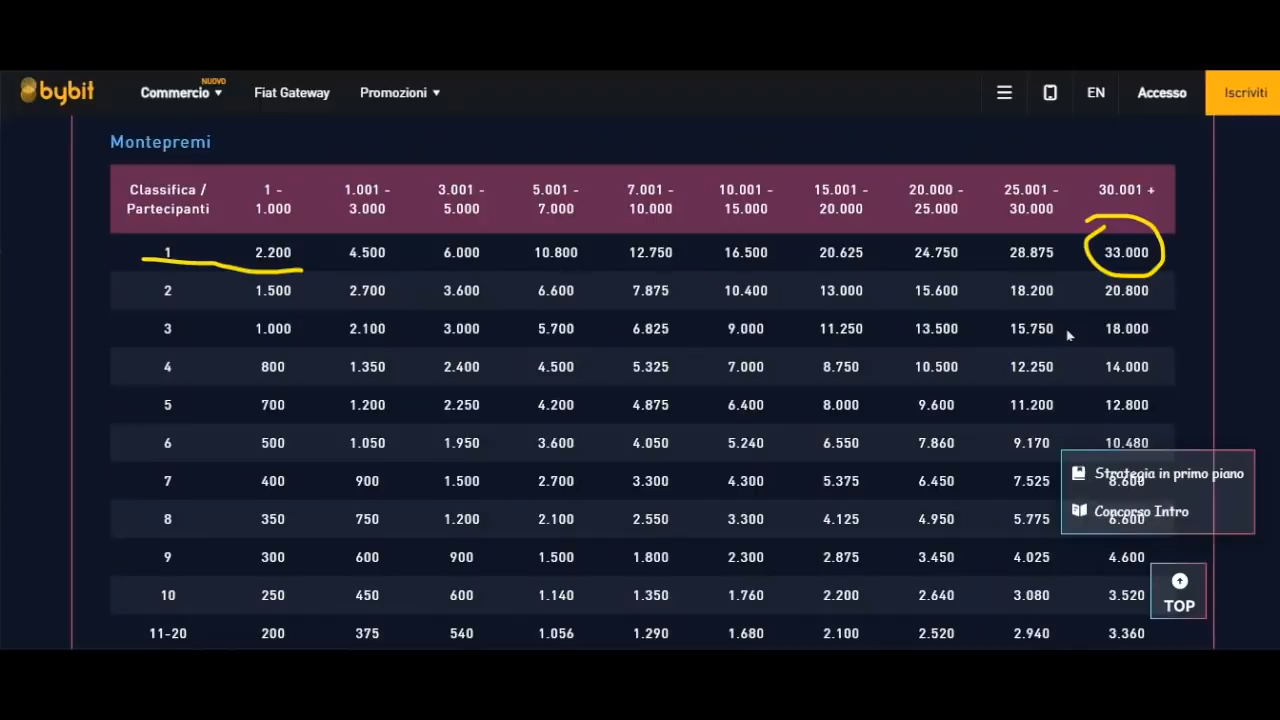 bybit Commercio NUOVO Fiat Gateway Promozioni EN Accesso Iscriviti
Montepremi
Classifica / Partecipanti 1 - 1.000 1.001 - 3.000 3.001 - 5.000 5.001 - 7.000 7.001 - 10.000 10.001 - 15.000 15.001 - 20.000 20.000 - 25.000 25.001 - 30.000 30.001 +
1 2.200 4.500 6.000 10.800 12.750 16.500 20.625 24.750 28.875 33.000
2 1.500 2.700 3.600 6.600 7.875 10.400 13.000 15.600 18.200 20.800
3 1.000 2.100 3.000 5.700 6.825 9.000 11.250 13.500 15.750 18.000
4 800 1.350 2.400 4.500 5.325 7.000 8.750 10.500 12.250 14.000
5 700 1.200 2.250 4.200 4.875 6.400 8.000 9.600 11.200 12.800
6 500 1.050 1.950 3.600 4.050 5.240 6.550 7.860 9.170 10.480
7 400 900 1.500 2.700 3.300 4.300 5.375 6.450 7.525 8.600
Strategia in primo piano
8 350 750 1.200 2.100 2.550 3.300 4.125 4.950 5.775 6.600
Concorso Intro
9 300 600 900 1.500 1.800 2.300 2.875 3.450 4.025 4.600
10 250 450 600 1.140 1.350 1.760 2.200 2.640 3.080 3.520
TOP
11-20 200 375 540 1.056 1.290 1.680 2.100 2.520 2.940 3.360